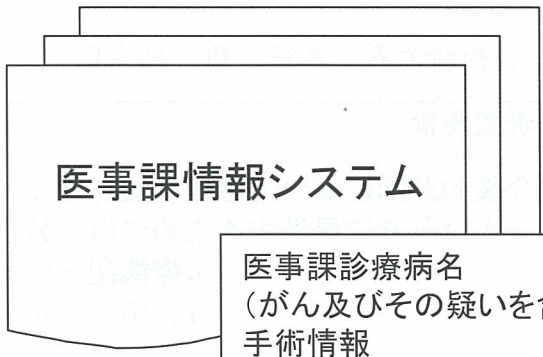 医事課情報システム
医事課診療病名
(がん及びその疑いを含
手術情報